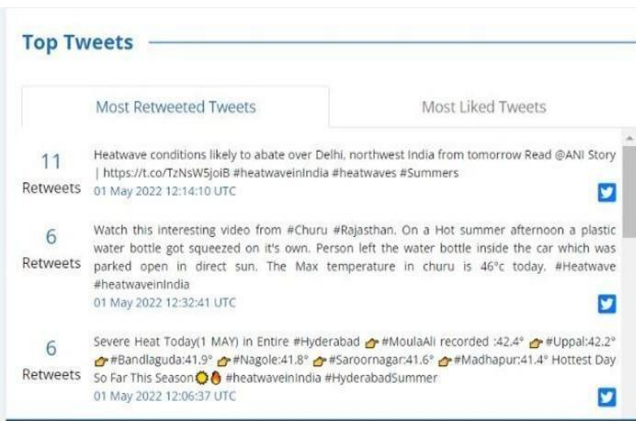 Top Tweets
Most Retweeted Tweets Most Liked Tweets
11 Retweets
Heatwave conditions likely to abate over Delhi, northwest India from tomorrow Read @ANI Story
| https://t.co/TzNsW5joiB #heatwaveinIndia #heatwaves #Summers
01 May 2022 12:14:10 UTC
6 Retweets
Watch this interesting video from #Churu #Rajasthan. On a Hot summer afternoon a plastic
water bottle got squeezed on it's own. Person left the water bottle inside the car which was
parked open in direct sun. The Max temperature in churu is 46°c today. #Heatwave
#heatwaveinIndia
01 May 2022 12:32:41 UTC
6 Retweets
Severe Heat Today(1 MAY) in Entire #Hyderabad 👉#MoulaAli recorded :42.4° 👉#Uppal:42.2°
👉#Bandlaguda:41.9° 👉#Nagole:41.8° 👉#Saroornagar:41.6° 👉#Madhapur:41.4° Hottest Day
So Far This Season🌞🔥 #heatwaveinIndia #HyderabadSummer
01 May 2022 12:06:37 UTC